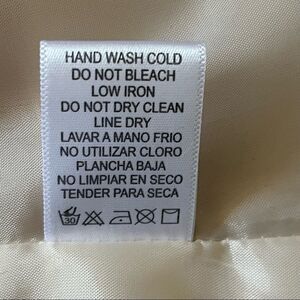 HAND WASH COLD
DO NOT BLEACH
LOW IRON
DO NOT DRY CLEAN
LINE DRY
LAVAR A MANO FRIO
NO UTILIZAR CLORO
PLANCHA BAJA
NO LIMPIAR EN SECO
TENDER PARA SECA
30